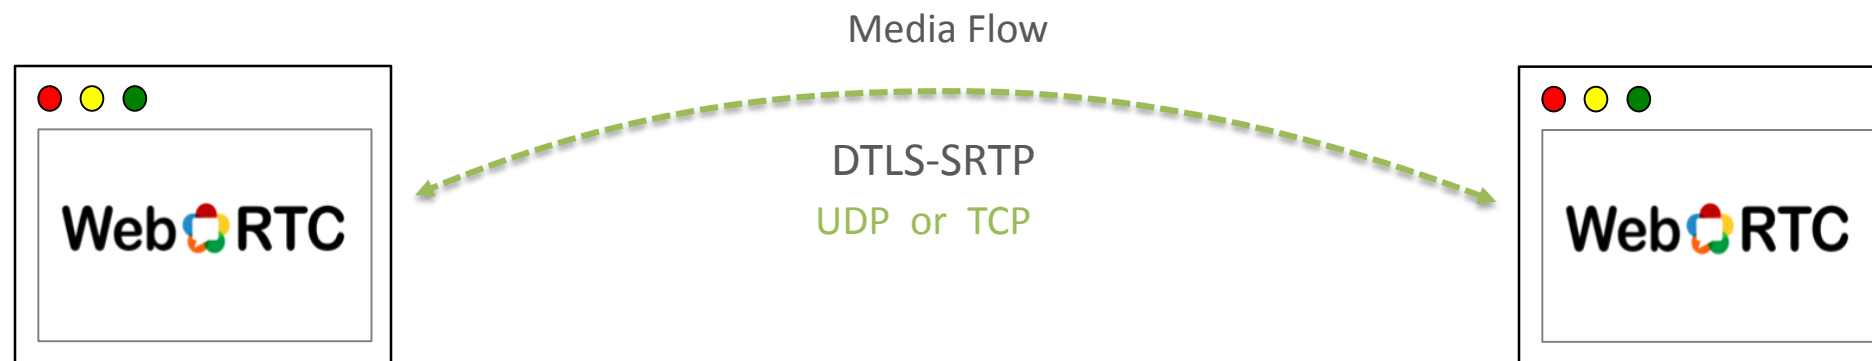 Media Flow
DTLS-SRTP
UDP or TCP
WebRTC
WebRTC